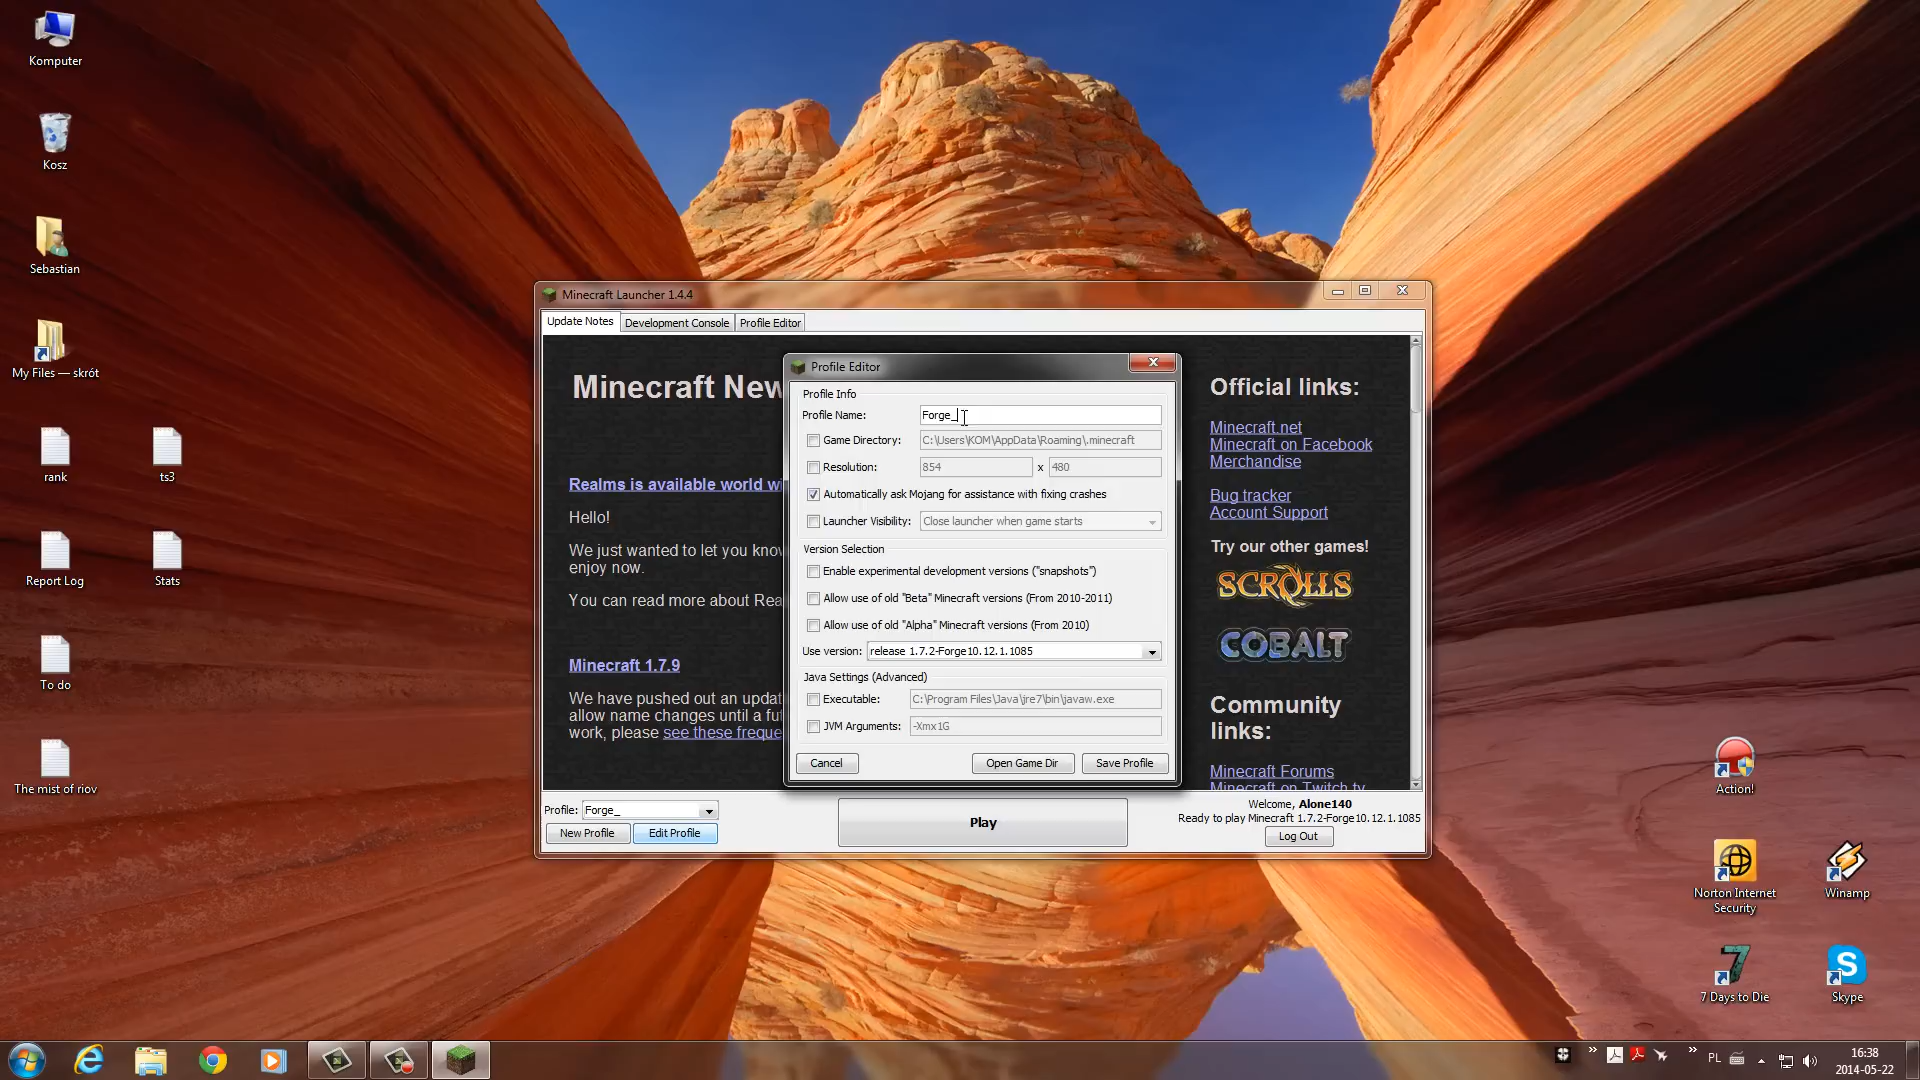 Komputer
Kosz
Sebastian
My Files — skrót
rank
ts3
Report Log
Stats
To do
The mist of riov
Minecraft Launcher 1.4.4
Update Notes
Development Console
Profile Editor
Minecraft New
Realms is available world wi
Hello!
We just wanted to let you know
enjoy now.
You can read more about Rea
Minecraft 1.7.9
We have pushed out an updat
allow name changes until a fut
work, please see these freque
Official links:
Minecraft.net
Minecraft on Facebook
Merchandise
Bug tracker
Account Support
Try our other games!
SCROLLS
COBALT
Community
links:
Minecraft Forums
Minecraft on Twitch.tv
Profile Editor
Profile Info
Profile Name: Forge_
Game Directory: C:\Users\KOM\AppData\Roaming\.minecraft
Resolution: 854 x 480
Automatically ask Mojang for assistance with fixing crashes
Launcher Visibility: Close launcher when game starts
Version Selection
Enable experimental development versions ("snapshots")
Allow use of old "Beta" Minecraft versions (From 2010-2011)
Allow use of old "Alpha" Minecraft versions (From 2010)
Use version: release 1.7.2-Forge10.12.1.1085
Java Settings (Advanced)
Executable: C:\Program Files\Java\jre7\bin\javaw.exe
JVM Arguments: -Xmx1G
Cancel
Open Game Dir
Save Profile
Profile: Forge_
New Profile
Edit Profile
Play
Welcome, Alone140
Ready to play Minecraft 1.7.2-Forge10.12.1.1085
Log Out
Action!
Norton Internet
Security
Winamp
7 Days to Die
Skype
PL
16:38
2014-05-22